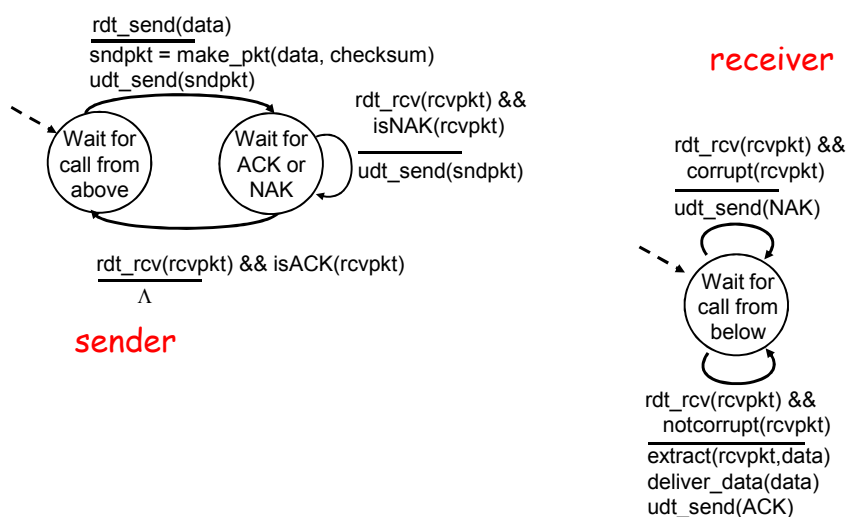 rdt_send(data)
sndpkt = make_pkt(data, checksum)
udt_send(sndpkt)
receiver
Wait for
call from
above
Wait for
ACK or
NAK
rdt_rcv(rcvpkt) &&
isNAK(rcvpkt)
udt_send(sndpkt)
rdt_rcv(rcvpkt) && isACK(rcvpkt)
Λ
sender
rdt_rcv(rcvpkt) &&
corrupt(rcvpkt)
udt_send(NAK)
Wait for
call from
below
rdt_rcv(rcvpkt) &&
notcorrupt(rcvpkt)
extract(rcvpkt,data)
deliver_data(data)
udt_send(ACK)